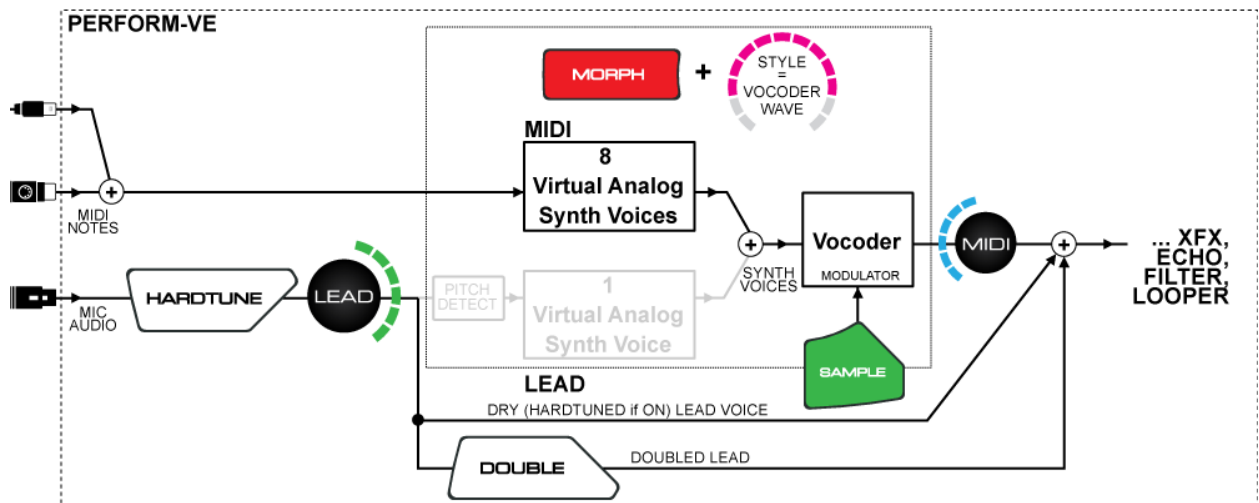 PERFORM-VE
MORPH
+
STYLE
=
VOCODER
WAVE
MIDI
8
Virtual Analog
Synth Voices
+
MIDI
NOTES
Vocoder
MODULATOR
MIDI
+
SYNTH
VOICES
+
... XFX,
ECHO,
FILTER,
LOOPER
HARDTUNE
LEAD
MIC
AUDIO
PITCH
DETECT
1
Virtual Analog
Synth Voice
SAMPLE
LEAD
DRY (HARDTUNED if ON) LEAD VOICE
DOUBLE
DOUBLED LEAD